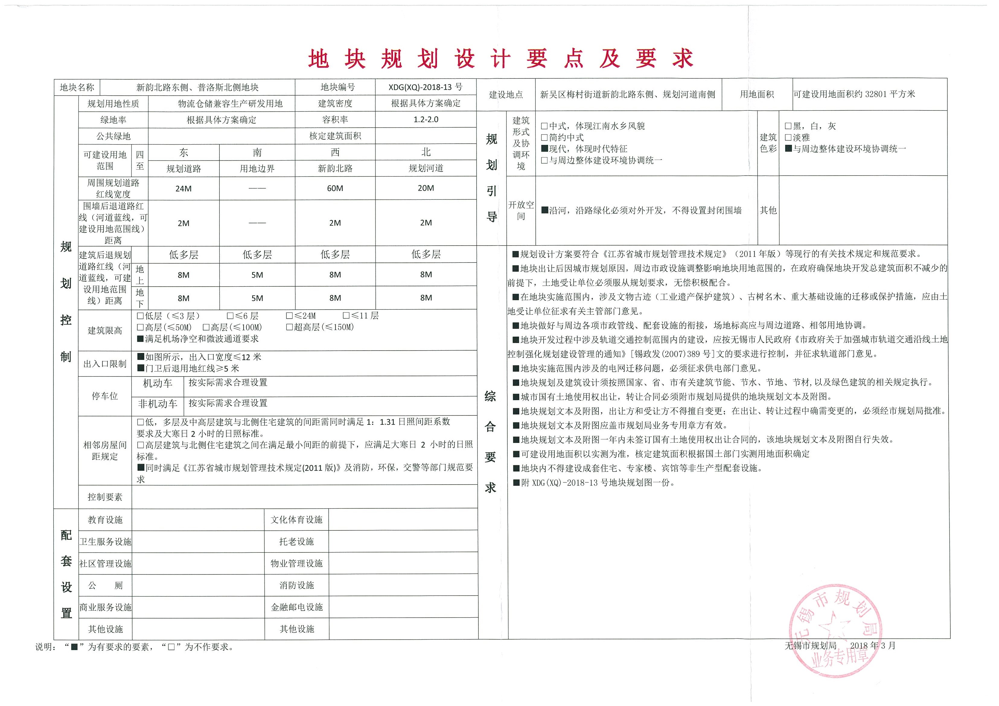 地块规划设计要点及要求
地块名称 新韵北路东侧、普洛斯北侧地块 地块编号 XDG(XQ)-2018-13 号
建设地点 新吴区梅村街道新韵北路东侧、规划河道南侧 用地面积 可建设用地面积约 32801 平方米
规划控制
规划用地性质 物流仓储兼容生产研发用地 建筑密度 根据具体方案确定
绿地率 根据具体方案确定 容积率 1.2-2.0
公共绿地 核定建筑面积
可建设用地
范围
四
至
东 南 西 北
规划道路 用地边界 新韵北路 规划河道
周围规划道路
红线宽度
24M —— 60M 20M
围墙后退道路红
线（河道蓝线，可
建设用地范围线）
距离
2M —— 2M 2M
建筑后退规划
道路红线（河
道蓝线，可建
设用地范围
线）距离
低多层 低多层 低多层 低多层
地
上
8M 5M 8M 8M
地
下
8M 5M 8M 8M
建筑限高
□低层（≤3 层） □≤6 层 □≤24M □≤11 层
□高层(≤50M) □高层(≤100M) □超高层(≤150M)
■满足机场净空和微波通道要求
出入口限制
■如图所示，出入口宽度≤12 米
■门卫后退用地红线≥5 米
停车位
机动车 按实际需求合理设置
非机动车 按实际需求合理设置
相邻房屋间
距规定
□低，多层及中高层建筑与北侧住宅建筑的间距需同时满足 1：1.31 日照间距系数
要求及大寒日 2 小时的日照标准。
□高层建筑与北侧住宅建筑之间在满足最小间距的前提下，应满足大寒日 2 小时的日照
标准。
■同时满足《江苏省城市规划管理技术规定(2011 版)》及消防，环保，交警等部门规范要
求
控制要素
配套设置
教育设施 文化体育设施
卫生服务设施 托老设施
社区管理设施 物业管理设施
公 厕 消防设施
商业服务设施 金融邮电设施
其他设施 其他设施
规划引导
建筑
形式
及协
调环
境
□中式，体现江南水乡风貌
□简约中式
■现代，体现时代特征
□与周边整体建设环境协调统一
建筑
色彩
□黑，白，灰
□淡雅
■与周边整体建设环境协调统一
开放空
间
■沿河，沿路绿化必须对外开发，不得设置封闭围墙
其他
综合要求
■规划设计方案要符合《江苏省城市规划管理技术规定》（2011 年版）等现行的有关技术规定和规范要求。
■地块出让后因城市规划原因，周边市政设施调整影响地块用地范围的，在政府确保地块开发总建筑面积不减少的
前提下，土地受让单位必须服从规划要求，无偿积极配合。
■在地块实施范围内，涉及文物古迹（工业遗产保护建筑）、古树名木、重大基础设施的迁移或保护措施，应由土
地受让单位征求有关主管部门意见。
■地块做好与周边各项市政管线、配套设施的衔接，场地标高应与周边道路、相邻用地协调。
■地块开发过程中涉及轨道交通控制范围内的建设，应按无锡市人民政府《市政府关于加强城市轨道交通沿线土地
控制强化规划建设管理的通知》[锡政发(2007)389 号]文的要求进行控制，并征求轨道部门意见。
■地块实施范围内涉及的电网迁移问题，必须征求供电部门意见。
■地块规划及建筑设计须按照国家、省、市有关建筑节能、节水、节地、节材,以及绿色建筑的相关规定执行。
■城市国有土地使用权出让，转让合同必须附市规划局提供的地块规划文本及附图。
■地块规划文本及附图，出让方和受让方不得擅自变更；在出让、转让过程中确需变更的，必须经市规划局批准。
■地块规划文本及附图应盖市规划局业务专用章方有效。
■地块规划文本及附图一年内未签订国有土地使用权出让合同的，该地块规划文本及附图自行失效。
■可建设用地面积以实测为准，核定建筑面积根据国土部门实测用地面积确定
■地块内不得建设成套住宅、专家楼、宾馆等非生产型配套设施。
■附 XDG(XQ)-2018-13 号地块规划图一份。
说明：“■”为有要求的要素，“□”为不作要求。
无锡市规划局 2018 年 3 月
无锡市规划局
业务专用章